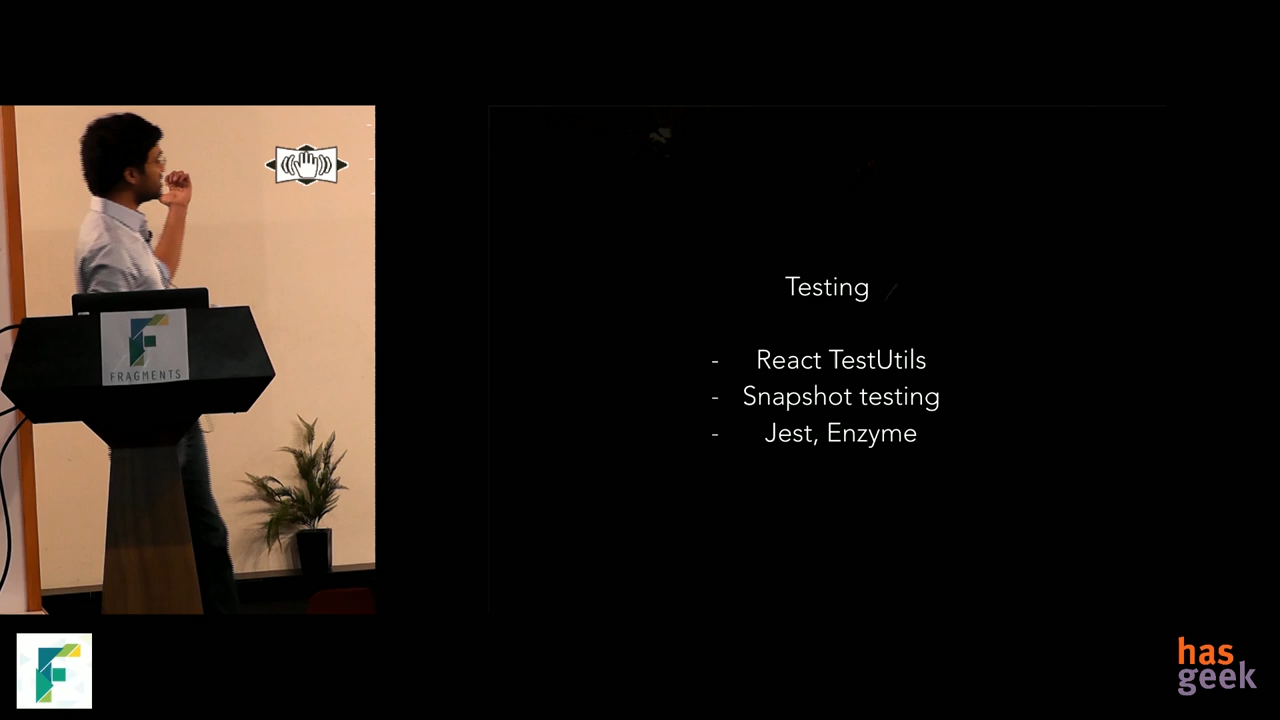 FRAGMENTS
Testing
- React TestUtils
- Snapshot testing
- Jest, Enzyme
has
geek